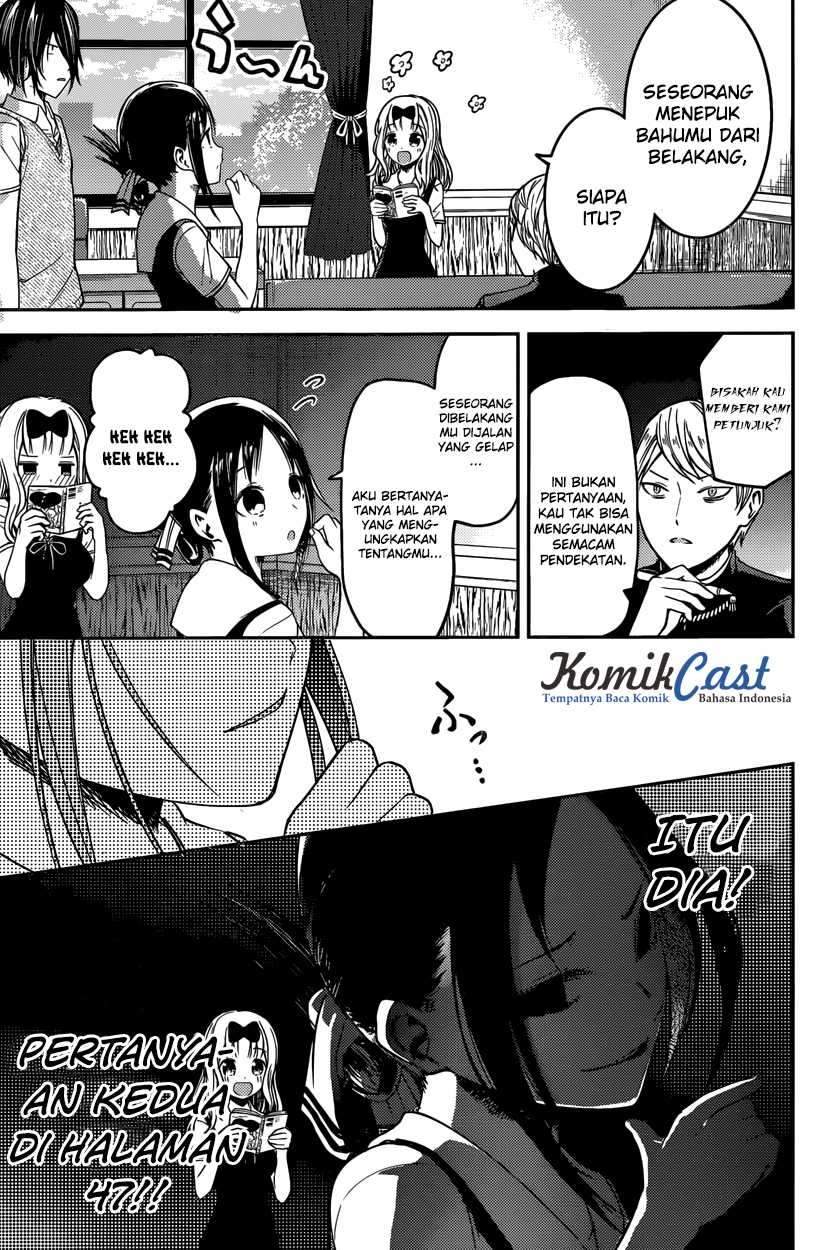 う〜ん
SESEORANG
MENEPUK
BAHUMU DARI
BELAKANG,
SIAPA
ITU?
BISAKAH KAU
MEMBERI KAMI
PETUNJUK?
INI BUKAN
PERTANYAAN,
KAU TAK BISA
MENGGUNAKAN
SEMACAM
PENDEKATAN.
SESEORANG
DIBELAKANG
MU DIJALAN
YANG GELAP
...
AKU BERTANYA-
TANYA HAL APA
YANG MENG-
UNGKAPKAN
TENTANGMU...
HEH HEH
HEH HEH...
KomikCast
Tempatnya Baca Komik Bahasa Indonesia
ふっ...
ITU
DIA!
PERTANYA-
AN KEDUA
DI HALAMAN
47!!